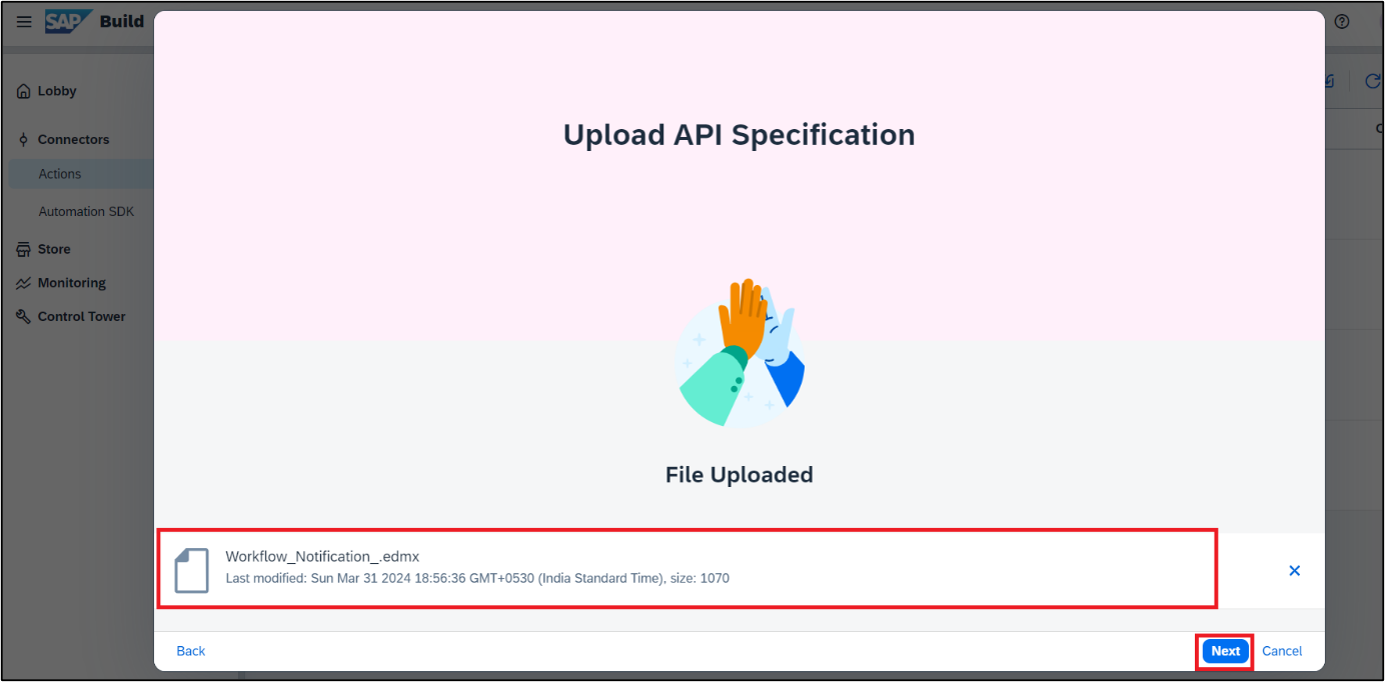 SAP Build
Lobby
Connectors
Actions
Automation SDK
Store
Monitoring
Control Tower
Upload API Specification
File Uploaded
Workflow_Notification_.edmx
Last modified: Sun Mar 31 2024 18:56:36 GMT+0530 (India Standard Time), size: 1070
Back
Next
Cancel